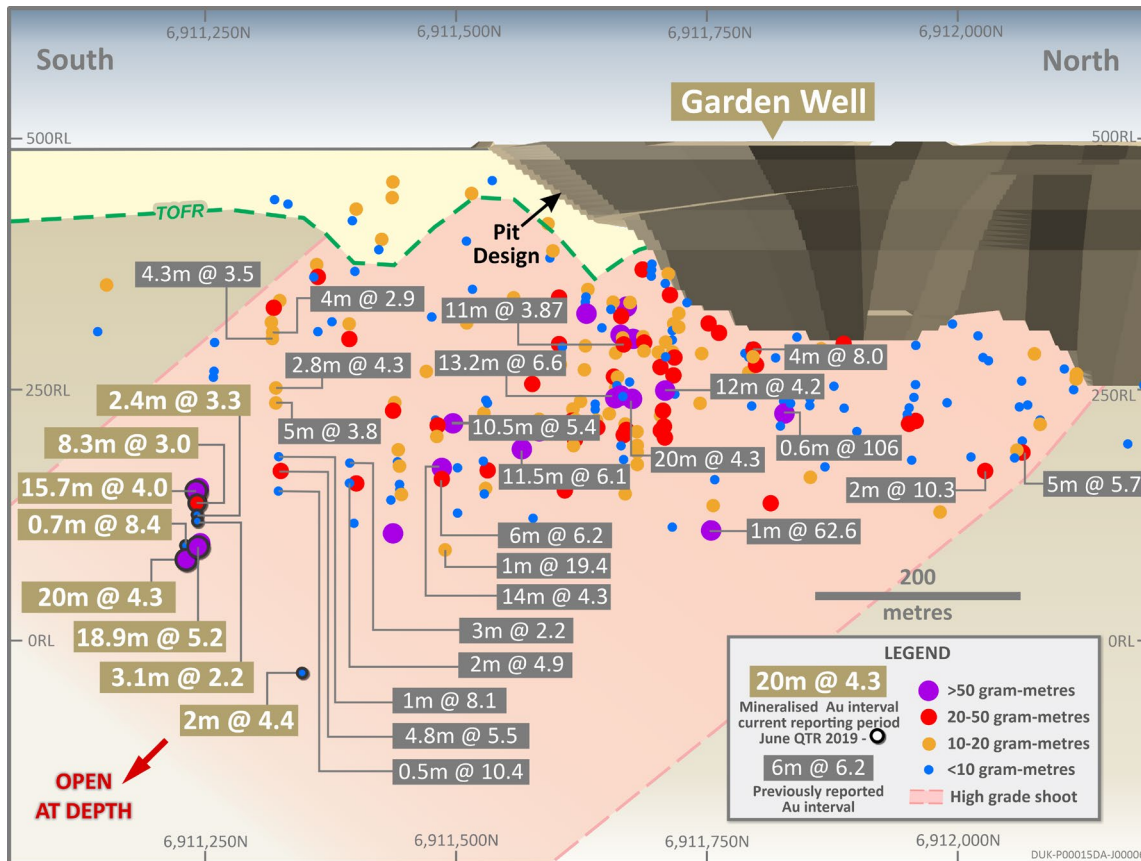 6,911,250N
6,911,500N
6,911,750N
6,912,000N
South
North
Garden Well
500RL
500RL
TOFR
Pit
Design
4.3m @ 3.5
4m @ 2.9
11m @ 3.87
13.2m @ 6.6
4m @ 8.0
2.8m @ 4.3
12m @ 4.2
250RL
250RL
2.4m @ 3.3
5m @ 3.8
10.5m @ 5.4
0.6m @ 106
8.3m @ 3.0
20m @ 4.3
11.5m @ 6.1
15.7m @ 4.0
2m @ 10.3
5m @ 5.7
0.7m @ 8.4
6m @ 6.2
1m @ 62.6
1m @ 19.4
20m @ 4.3
14m @ 4.3
200
metres
18.9m @ 5.2
3m @ 2.2
0RL
0RL
3.1m @ 2.2
2m @ 4.9
2m @ 4.4
1m @ 8.1
4.8m @ 5.5
0.5m @ 10.4
OPEN
AT DEPTH
LEGEND
20m @ 4.3
Mineralised Au interval
current reporting period
June QTR 2019 -
6m @ 6.2
Previously reported
Au interval
>50 gram-metres
20-50 gram-metres
10-20 gram-metres
<10 gram-metres
High grade shoot
6,911,250N
6,911,500N
6,911,750N
6,912,000N